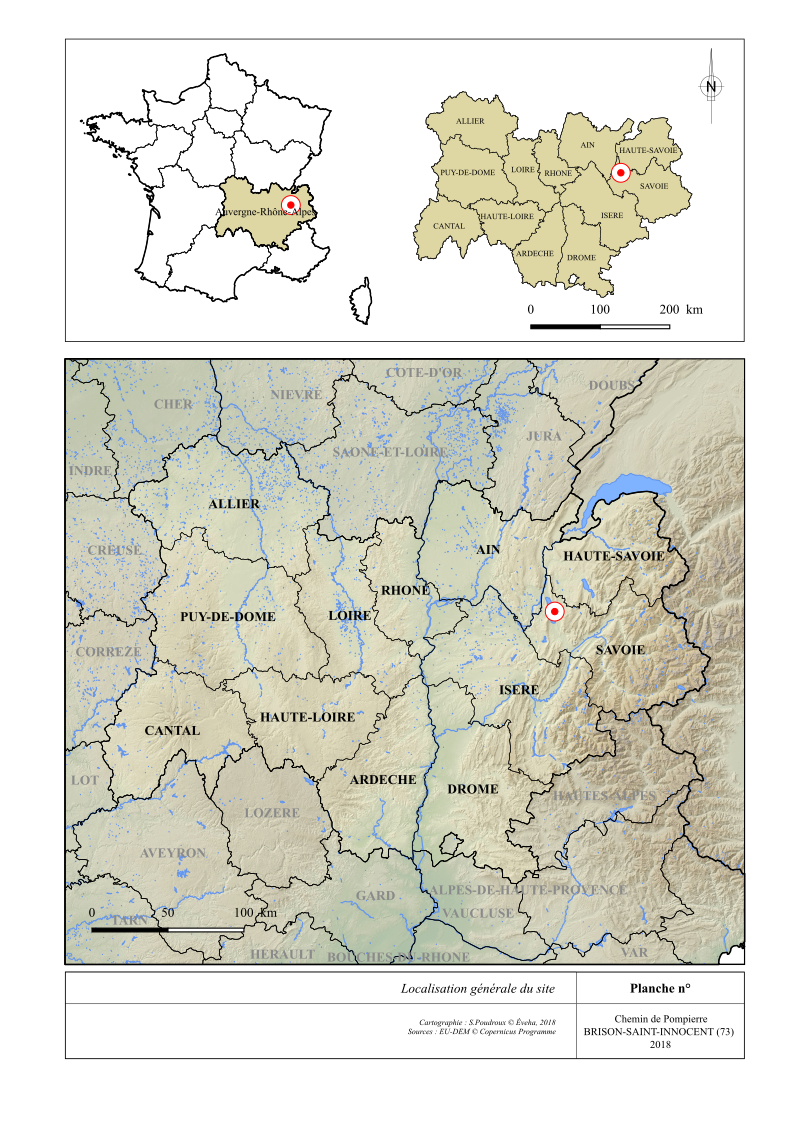 N
Auvergne-Rhône-Alpes
ALLIER
AIN
HAUTE-SAVOIE
PUY-DE-DOME
LOIRE
RHONE
SAVOIE
CANTAL
HAUTE-LOIRE
ISERE
ARDECHE
DROME
0 100 200 km
COTE-D'OR
DOUBS
NIEVRE
CHER
JURA
SAONE-ET-LOIRE
INDRE
ALLIER
CREUSE
AIN
HAUTE-SAVOIE
RHONE
PUY-DE-DOME
LOIRE
CORREZE
SAVOIE
ISERE
HAUTE-LOIRE
CANTAL
LOT
ARDECHE
DROME
HAUTES-ALPES
LOZERE
AVEYRON
GARD
ALPES-DE-HAUTE-PROVENCE
VAUCLUSE
0 50 100 km
TARN
HERAULT
BOUCHES-DU-RHONE
VAR
Localisation générale du site
Planche n°
Cartographie : S.Poudroux © Éveha, 2018
Sources : EU-DEM © Copernicus Programme
Chemin de Pompierre
BRISON-SAINT-INNOCENT (73)
2018